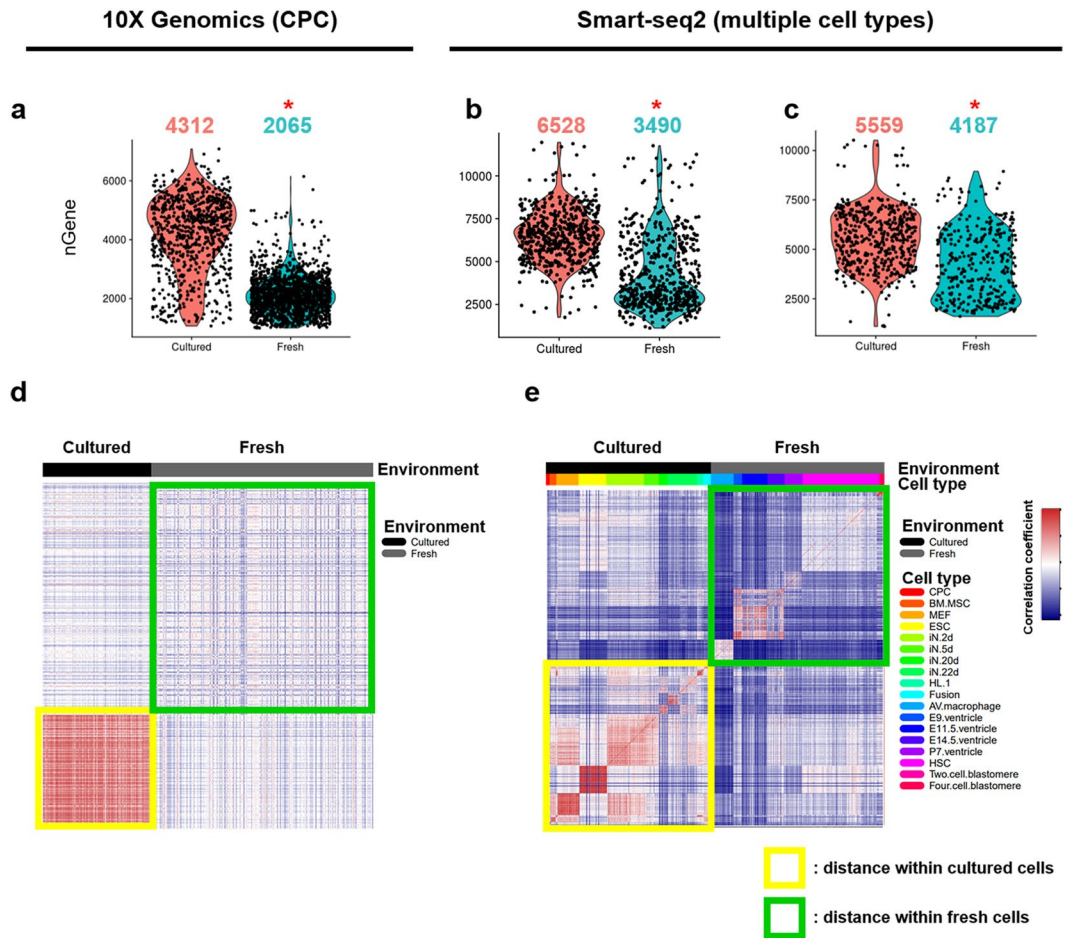 10X Genomics (CPC)
Smart-seq2 (multiple cell types)
a
b
c
*
*
*
4312
2065
6528
3490
5559
4187
nGene
6000
4000
2000
Cultured
Fresh
10000
7500
5000
2500
Cultured
Fresh
10000
7500
5000
2500
Cultured
Fresh
d
e
Cultured
Fresh
Environment
Environment
Cultured
Fresh
Cultured
Fresh
Environment
Cell type
Environment
Cultured
Fresh
Cell type
CPC
BM.MSC
MEF
ESC
iN.2d
iN.5d
iN.20d
iN.22d
HL.1
Fusion
AV.macrophage
E9.ventricle
E11.5.ventricle
E14.5.ventricle
P7.ventricle
HSC
Two.cell.blastomere
Four.cell.blastomere
Correlation coefficient
: distance within cultured cells
: distance within fresh cells